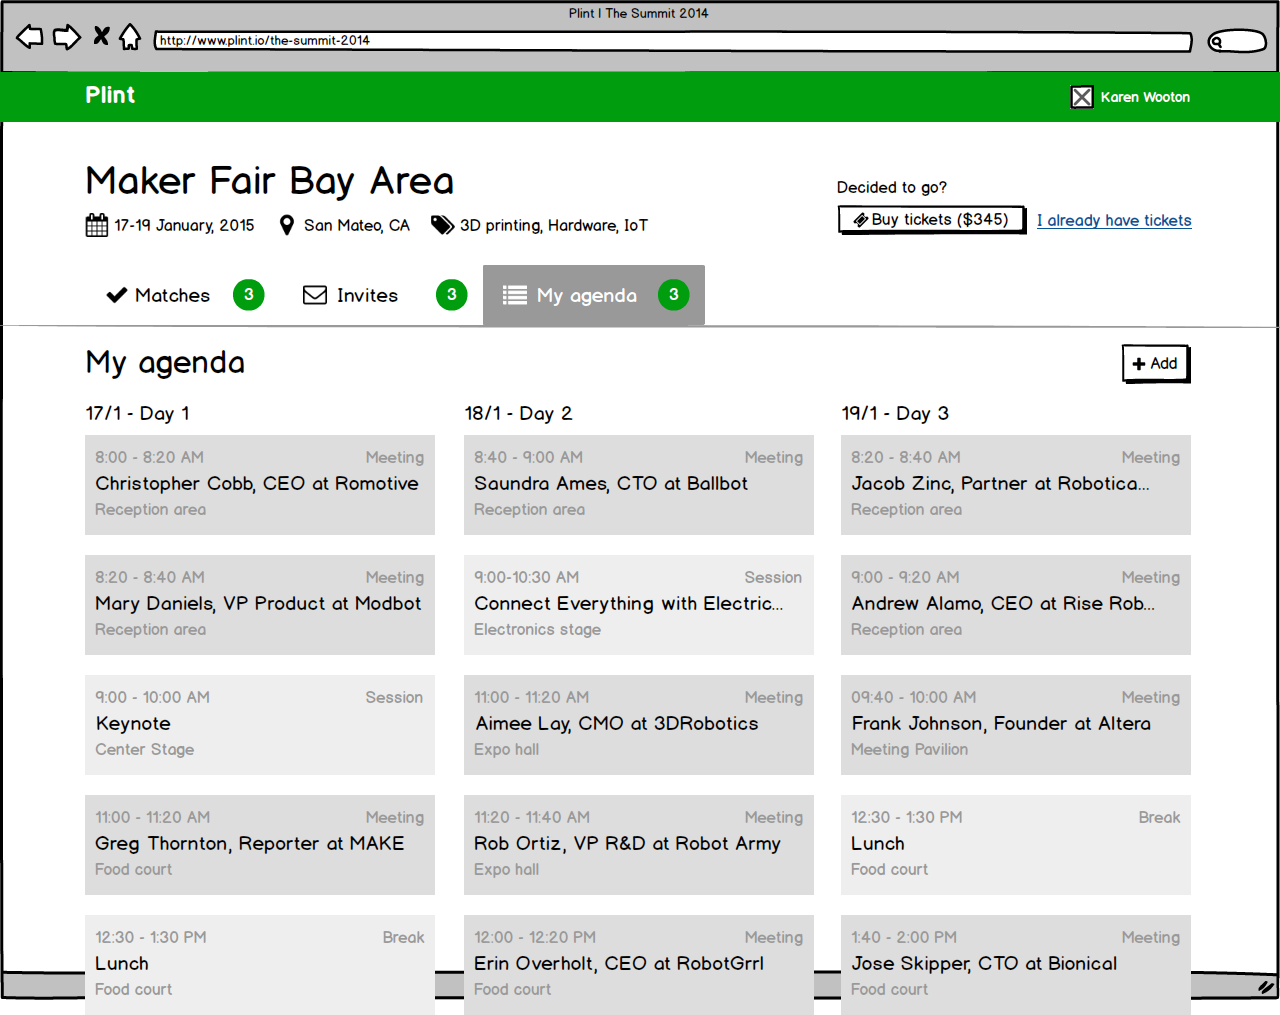 Plint | The Summit 2014
http://www.plint.io/the-summit-2014
Plint
Karen Wooton
Maker Fair Bay Area
17-19 January, 2015
San Mateo, CA
3D printing, Hardware, IoT
Decided to go?
Buy tickets ($345)
I already have tickets
Matches 3
Invites 3
My agenda 3
My agenda
Add
17/1 - Day 1
8:00 - 8:20 AM Meeting
Christopher Cobb, CEO at Romotive
Reception area
8:20 - 8:40 AM Meeting
Mary Daniels, VP Product at Modbot
Reception area
9:00 - 10:00 AM Session
Keynote
Center Stage
11:00 - 11:20 AM Meeting
Greg Thornton, Reporter at MAKE
Food court
12:30 - 1:30 PM Break
Lunch
Food court
18/1 - Day 2
8:40 - 9:00 AM Meeting
Saundra Ames, CTO at Ballbot
Reception area
9:00-10:30 AM Session
Connect Everything with Electric...
Electronics stage
11:00 - 11:20 AM Meeting
Aimee Lay, CMO at 3DRobotics
Expo hall
11:20 - 11:40 AM Meeting
Rob Ortiz, VP R&D at Robot Army
Expo hall
12:00 - 12:20 PM Meeting
Erin Overholt, CEO at RobotGrrl
Food court
19/1 - Day 3
8:20 - 8:40 AM Meeting
Jacob Zinc, Partner at Robotica...
Reception area
9:00 - 9:20 AM Meeting
Andrew Alamo, CEO at Rise Rob...
Reception area
09:40 - 10:00 AM Meeting
Frank Johnson, Founder at Altera
Meeting Pavilion
12:30 - 1:30 PM Break
Lunch
Food court
1:40 - 2:00 PM Meeting
Jose Skipper, CTO at Bionical
Food court